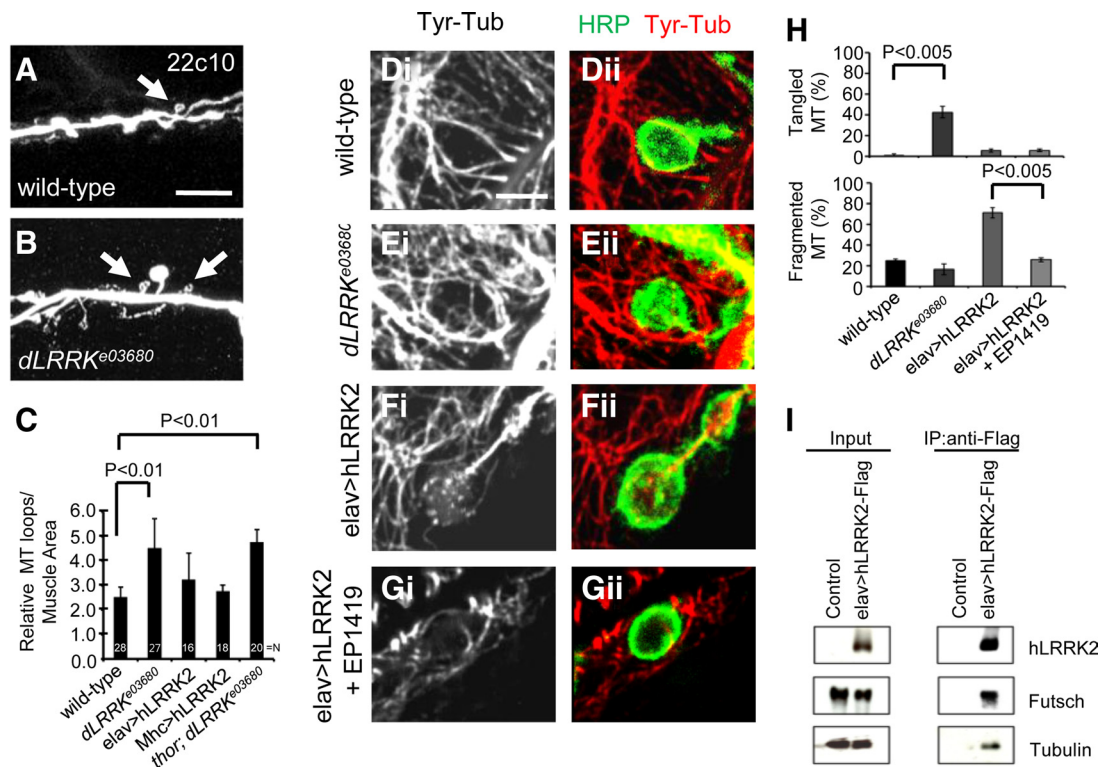 A
22c10
wild-type
B
dLRRKe03680
C
P<0.01
P<0.01
Relative MT loops/
Muscle Area
6.0
5.0
4.0
3.0
2.0
1.0
0.0
28
27
16
18
20
=N
wild-type
dLRRKe03680
elav>hLRRK2
Mhc>hLRRK2
thor; dLRRKe03680
Tyr-Tub
HRP Tyr-Tub
wild-type
Di
Dii
dLRRKe03680
Ei
Eii
elav>hLRRK2
Fi
Fii
elav>hLRRK2
+ EP1419
Gi
Gii
H
P<0.005
Tangled
MT (%)
100
80
60
40
20
0
P<0.005
Fragmented
MT (%)
100
80
60
40
20
0
wild-type
dLRRKe03680
elav>hLRRK2
elav>hLRRK2
+ EP1419
I
Input
IP:anti-Flag
Control
elav>hLRRK2-Flag
Control
elav>hLRRK2-Flag
hLRRK2
Futsch
Tubulin